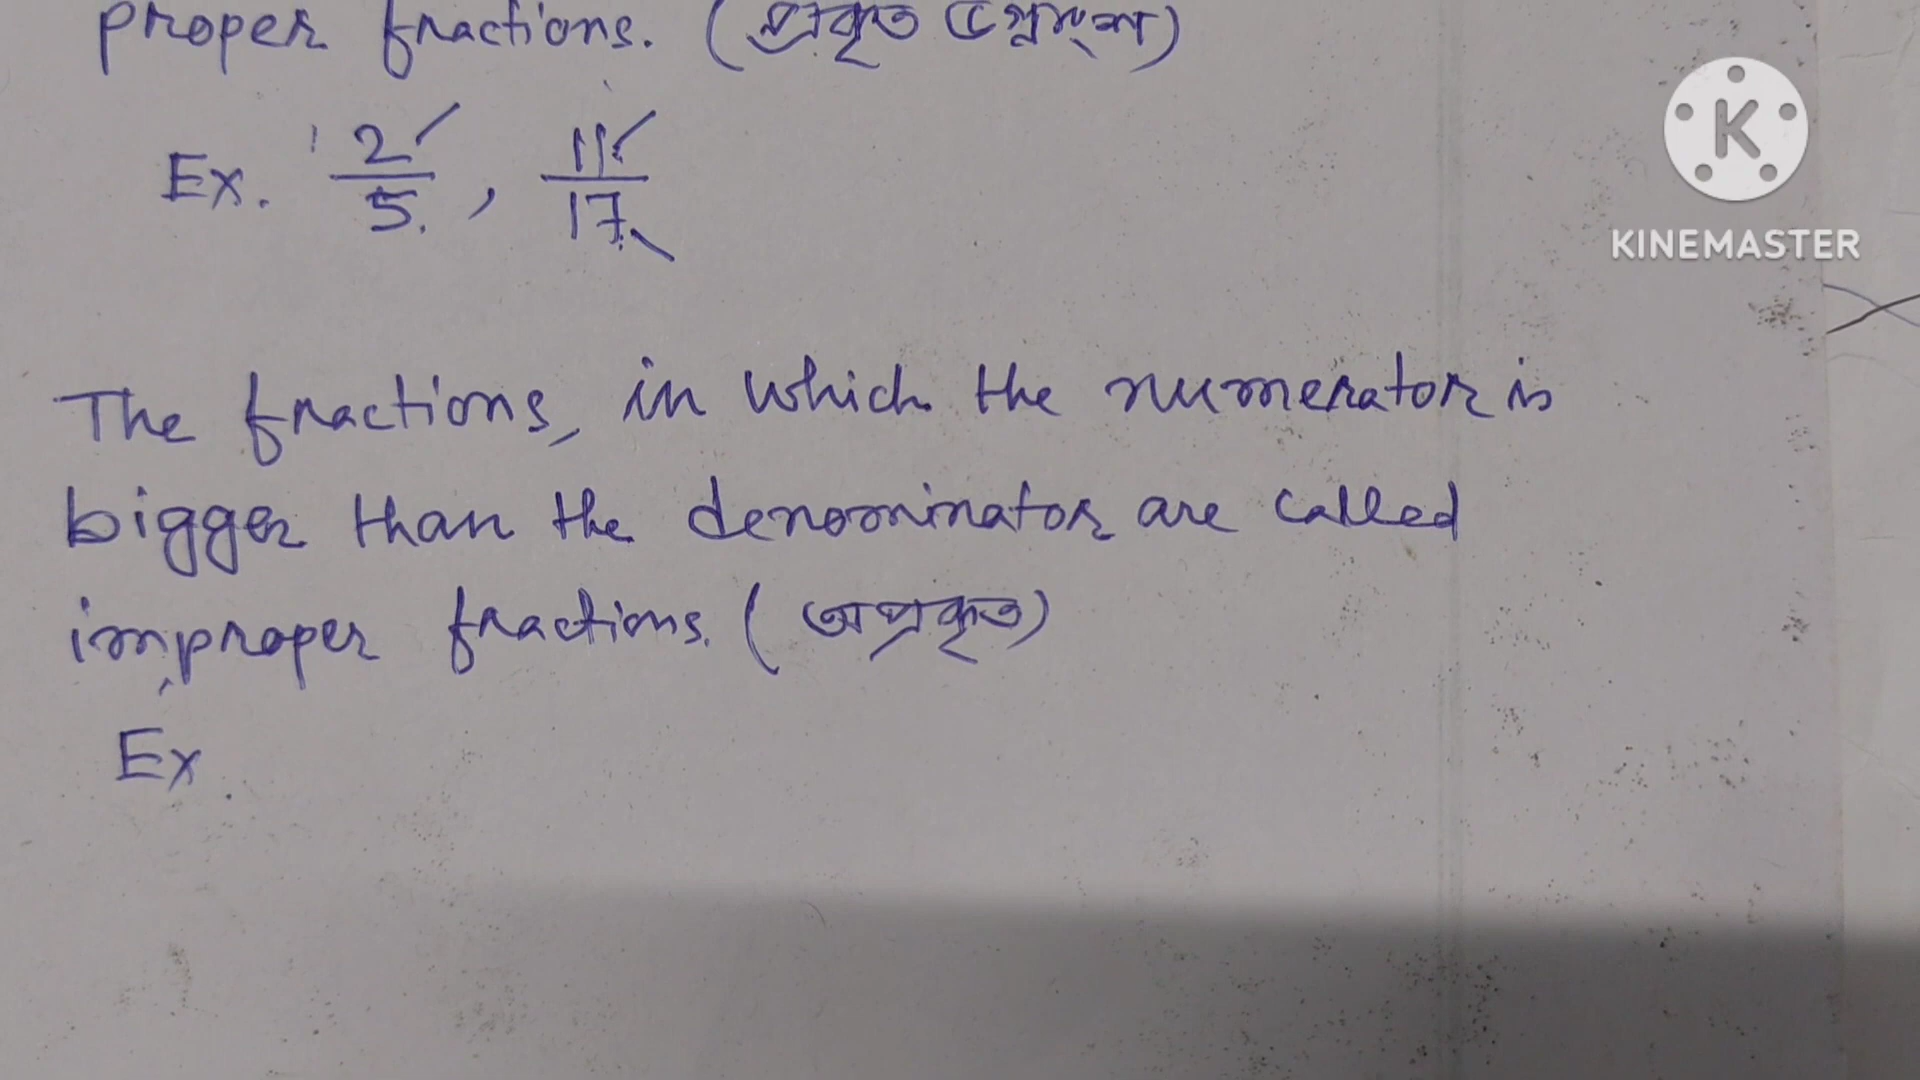 proper fractions. (প্রকৃত ভগ্নাংশ)
Ex. 2/5, 11/17
The fractions, in which the numerator is
bigger than the denominator are called
improper fractions. (অপ্রকৃত)
Ex.
K
KINEMASTER